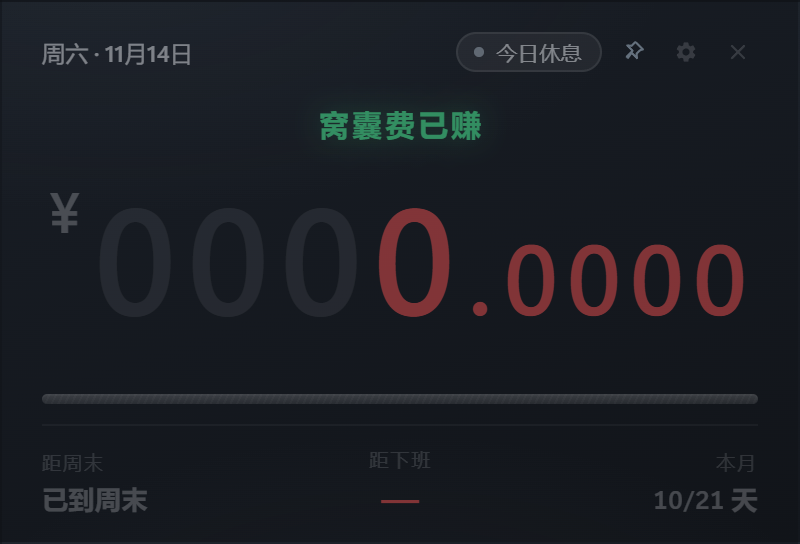 周六 · 11月14日 今日休息
窝囊费已赚
¥ 0000.0000
距周末 距下班 本月
已到周末 — 10/21 天